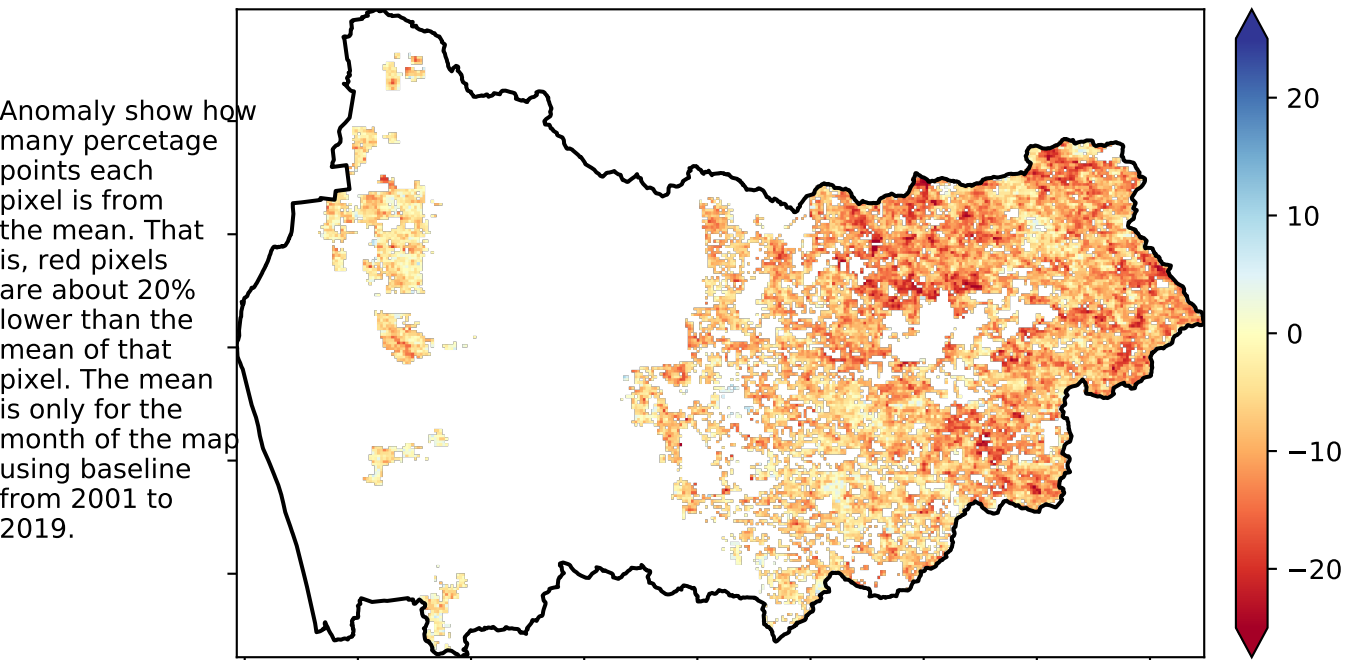 Anomaly show how
many percetage
points each
pixel is from
the mean. That
is, red pixels
are about 20%
lower than the
mean of that
pixel. The mean
is only for the
month of the map
using baseline
from 2001 to
2019.
20
10
0
−10
−20